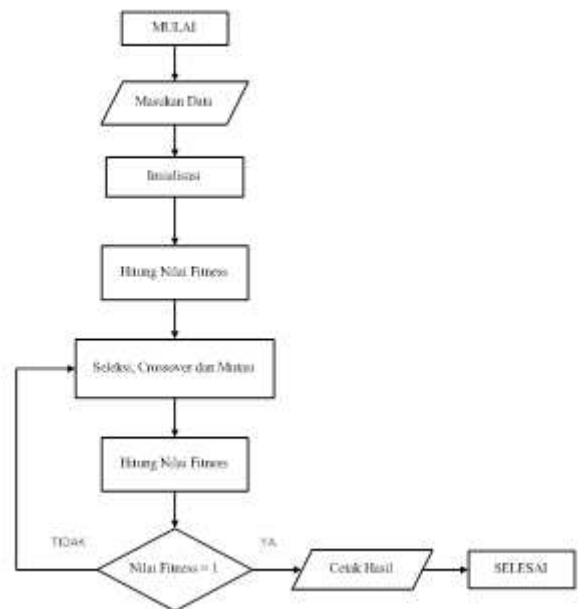 MULAI
Masukan Data
Inisialisasi
Hitung Nilai Fitness
Seleksi, Crossover dan Mutasi
Hitung Nilai Fitness
TIDAK
YA
Nilai Fitness = 1
Cetak Hasil
SELESAI